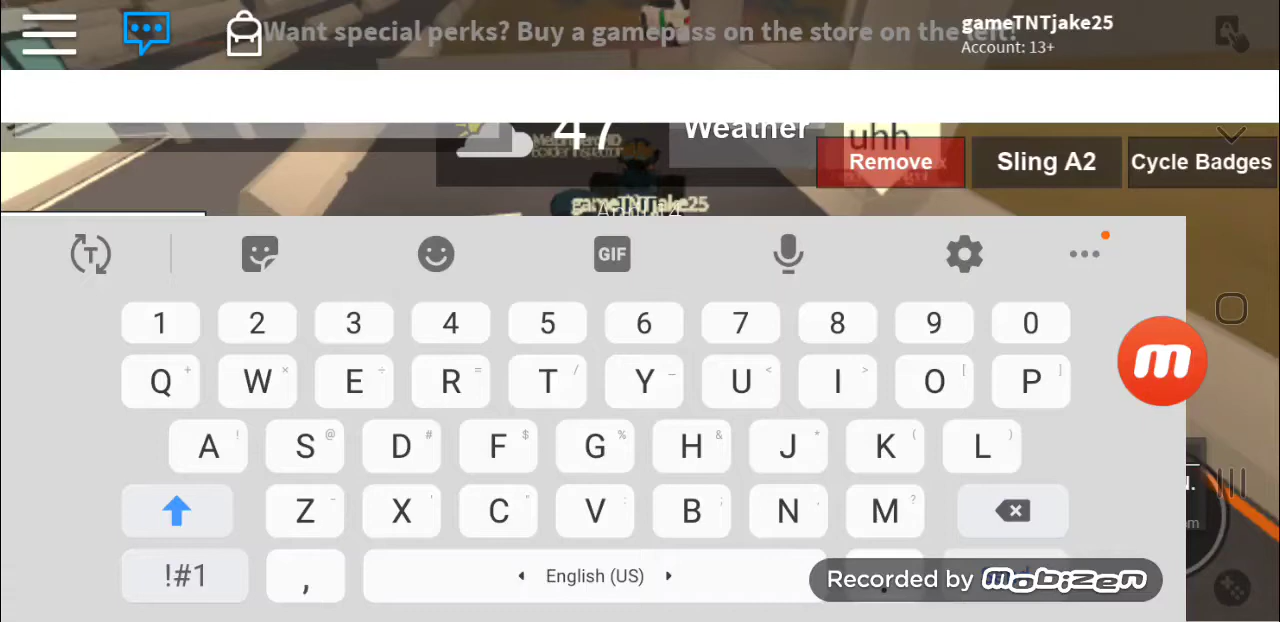 Want special perks? Buy a gamepass on the store on the left!
gameTNTjake25
Account: 13+
47
Weather
uhh
Remove
Sling A2
Cycle Badges
gameTNTjake25
T
GIF
1 2 3 4 5 6 7 8 9 0
Q + W × E ÷ R = T / Y _ U < I > O [ P ]
A ! S @ D # F $ G % H & J * K ( L )
Z - X ' C " V : B ; N , M ?
!#1 , English (US) .
m
Recorded by mobizen